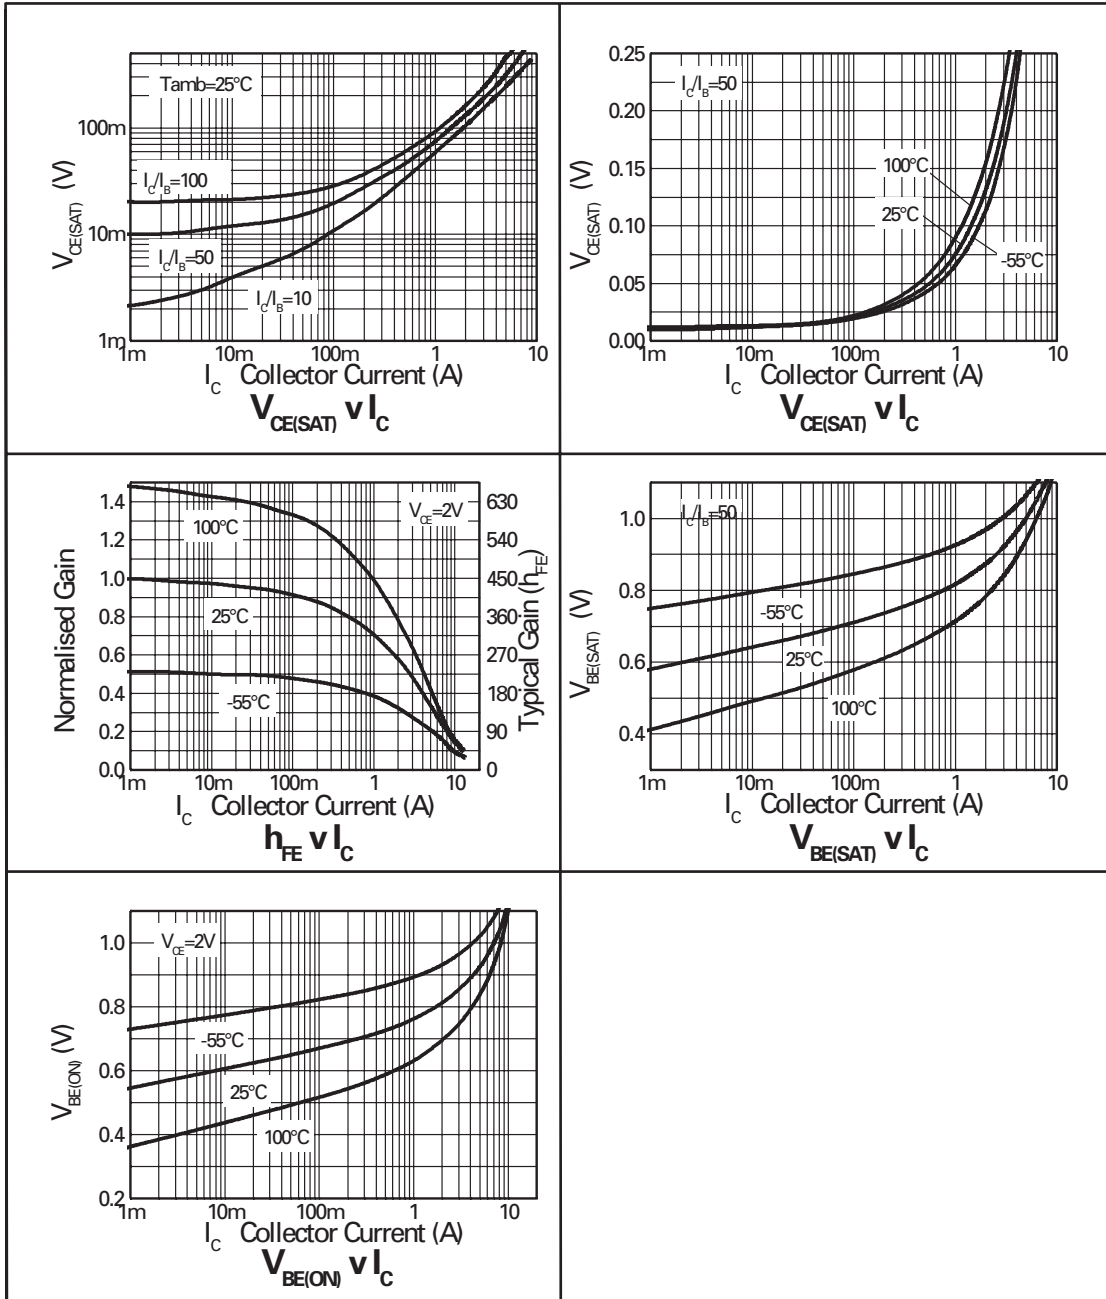 Tamb=25°C
I_C/I_B=100
I_C/I_B=50
I_C/I_B=10
100m
10m
1m
V_CE(SAT) (V)
1m 10m 100m 1 10
I_C Collector Current (A)
V_CE(SAT) v I_C
I_C/I_B=50
100°C
25°C
-55°C
0.25
0.20
0.15
0.10
0.05
0.00
V_CE(SAT) (V)
1m 10m 100m 1 10
I_C Collector Current (A)
V_CE(SAT) v I_C
V_CE=2V
100°C
25°C
-55°C
1.4
1.2
1.0
0.8
0.6
0.4
0.2
0.0
Normalised Gain
630
540
450
360
270
180
90
0
Typical Gain (h_FE)
1m 10m 100m 1 10
I_C Collector Current (A)
h_FE v I_C
I_C/I_B=50
-55°C
25°C
100°C
1.0
0.8
0.6
0.4
V_BE(SAT) (V)
1m 10m 100m 1 10
I_C Collector Current (A)
V_BE(SAT) v I_C
V_CE=2V
-55°C
25°C
100°C
1.0
0.8
0.6
0.4
0.2
V_BE(ON) (V)
1m 10m 100m 1 10
I_C Collector Current (A)
V_BE(ON) v I_C